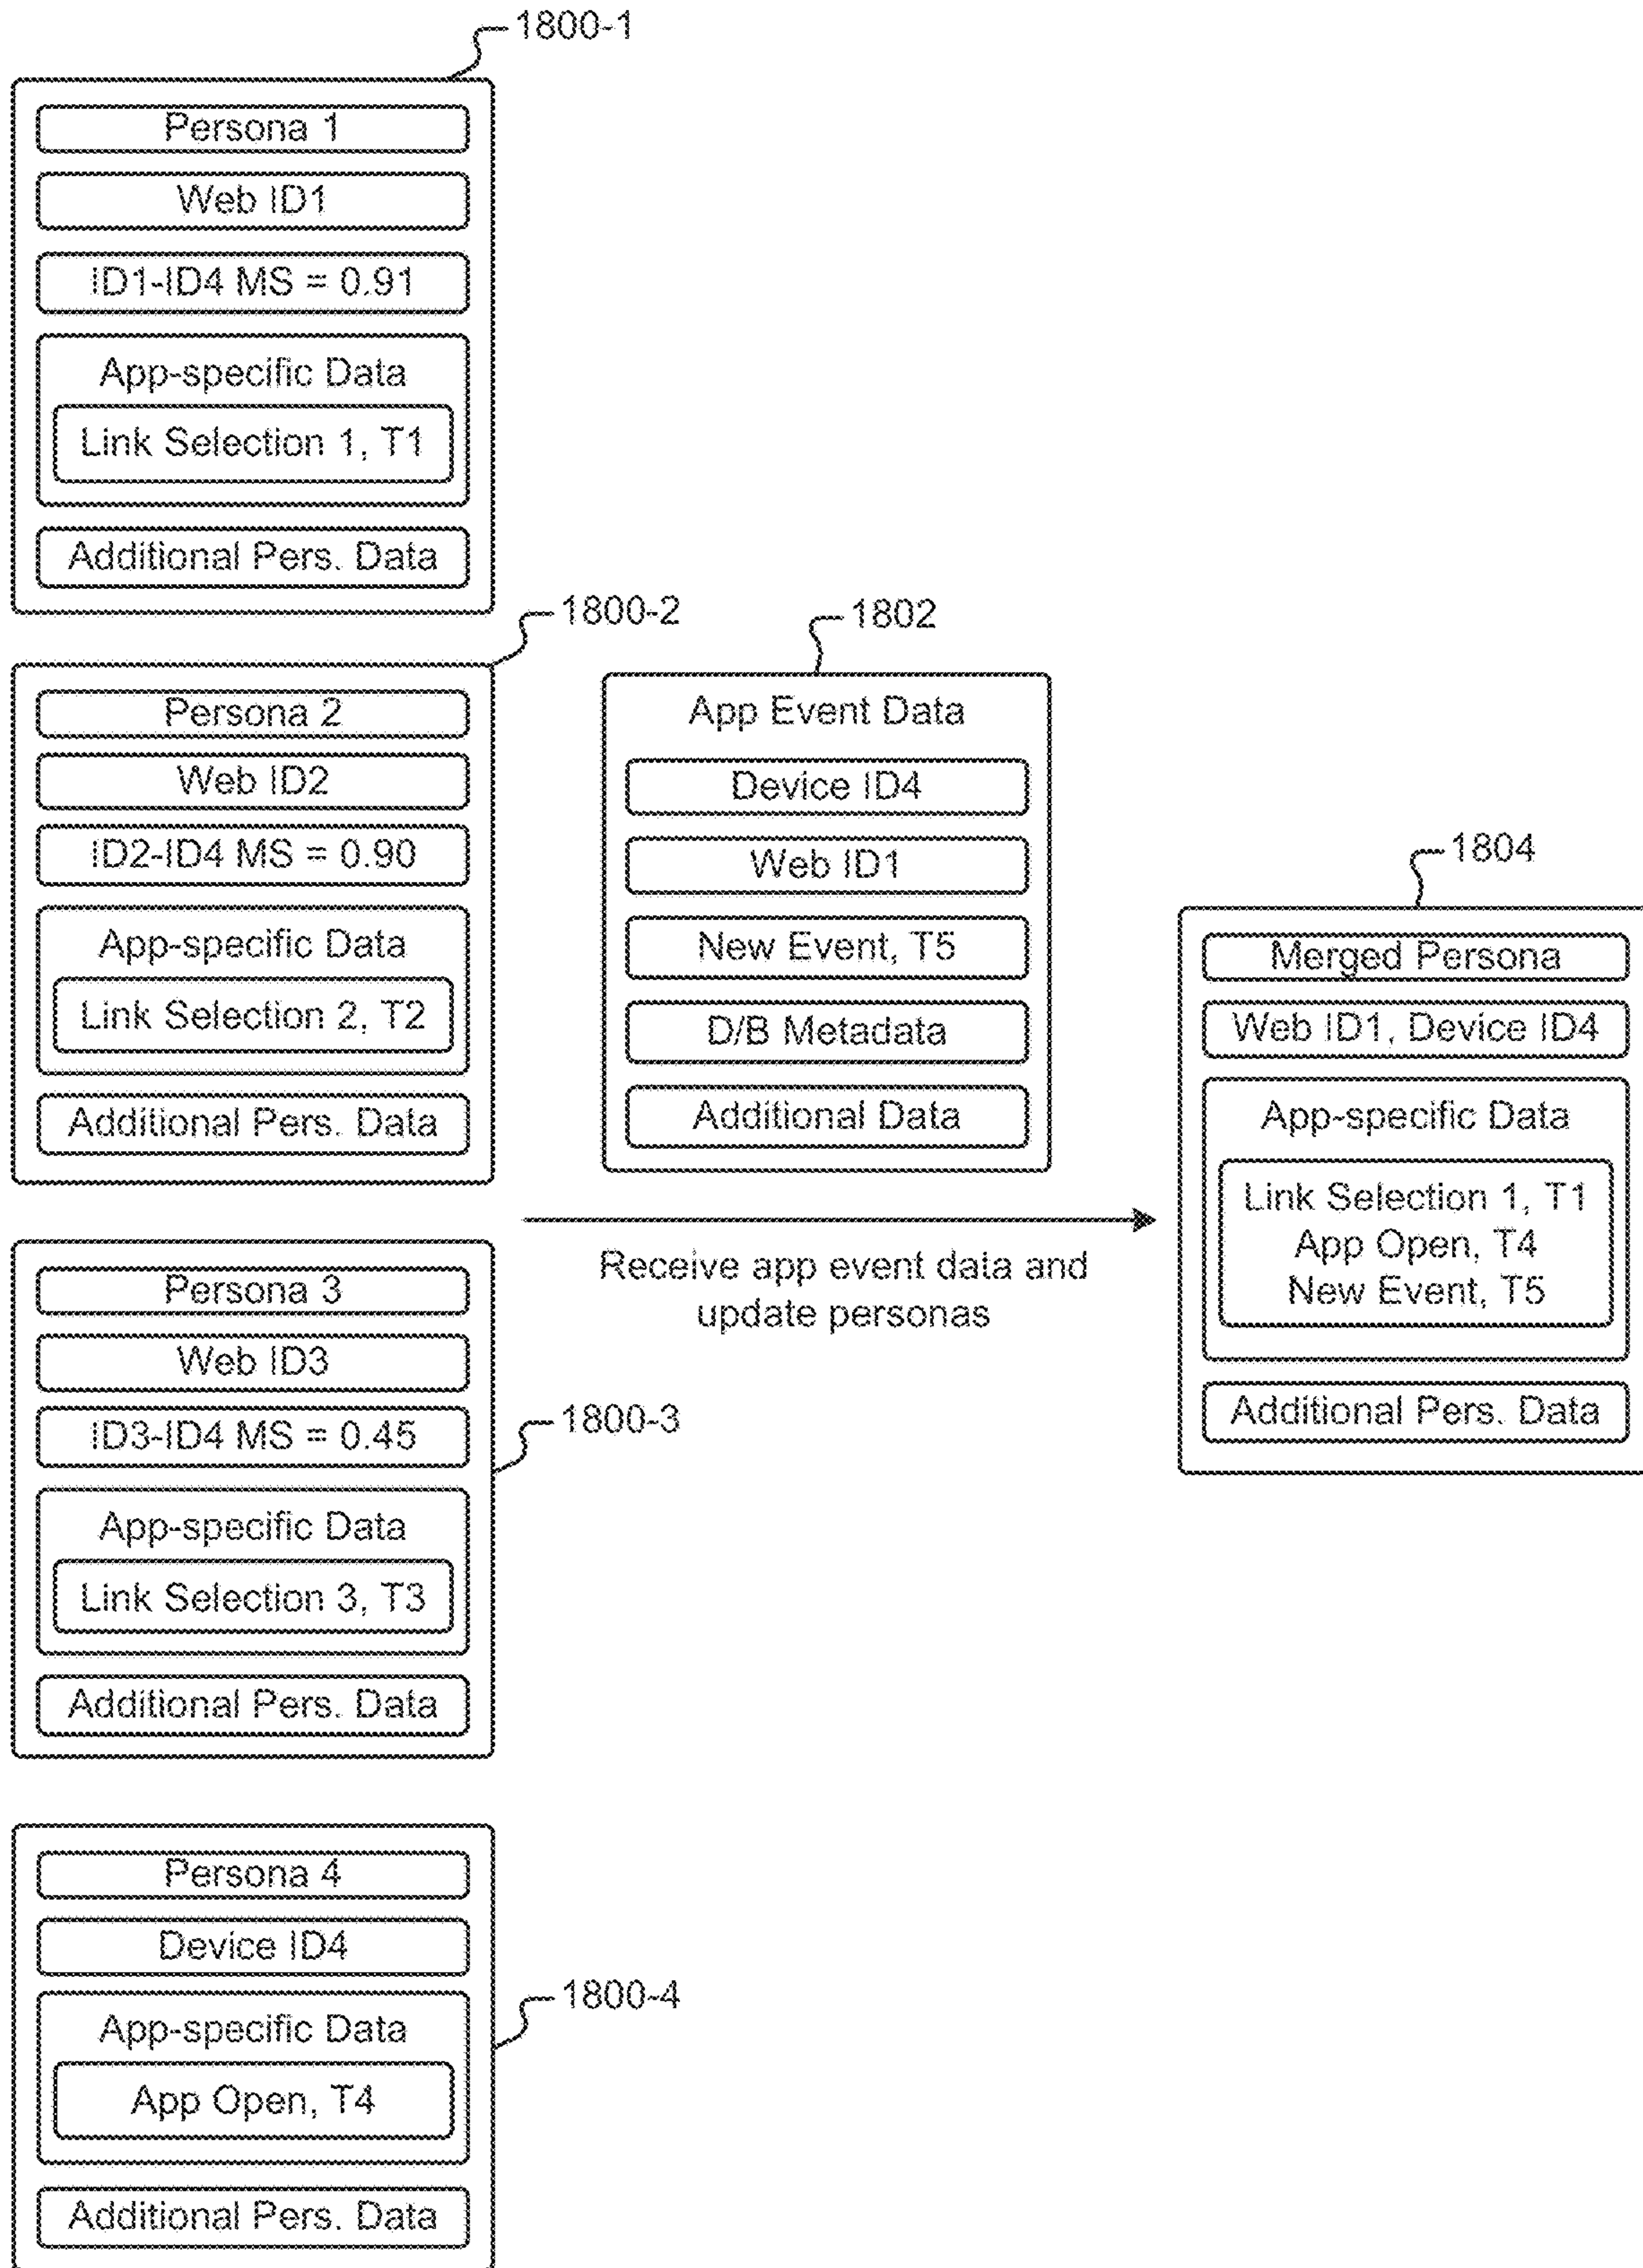 1800-1
Persona 1
Web ID1
ID1-ID4 MS = 0.91
App-specific Data
Link Selection 1, T1
Additional Pers. Data
1800-2
Persona 2
Web ID2
ID2-ID4 MS = 0.90
App-specific Data
Link Selection 2, T2
Additional Pers. Data
Persona 3
Web ID3
ID3-ID4 MS = 0.45
1800-3
App-specific Data
Link Selection 3, T3
Additional Pers. Data
Persona 4
Device ID4
1800-4
App-specific Data
App Open, T4
Additional Pers. Data
1802
App Event Data
Device ID4
Web ID1
New Event, T5
D/B Metadata
Additional Data
Receive app event data and
update personas
1804
Merged Persona
Web ID1, Device ID4
App-specific Data
Link Selection 1, T1
App Open, T4
New Event, T5
Additional Pers. Data